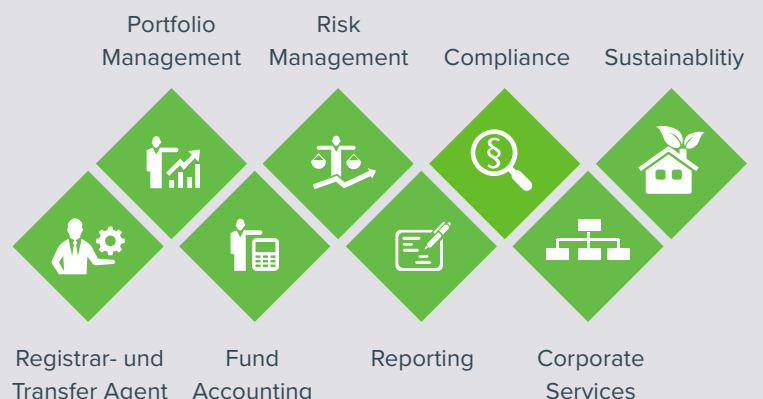 Portfolio
Management
Risk
Management
Compliance
Sustainablitiy
§
Registrar- und
Transfer Agent
Fund
Accounting
Reporting
Corporate
Services